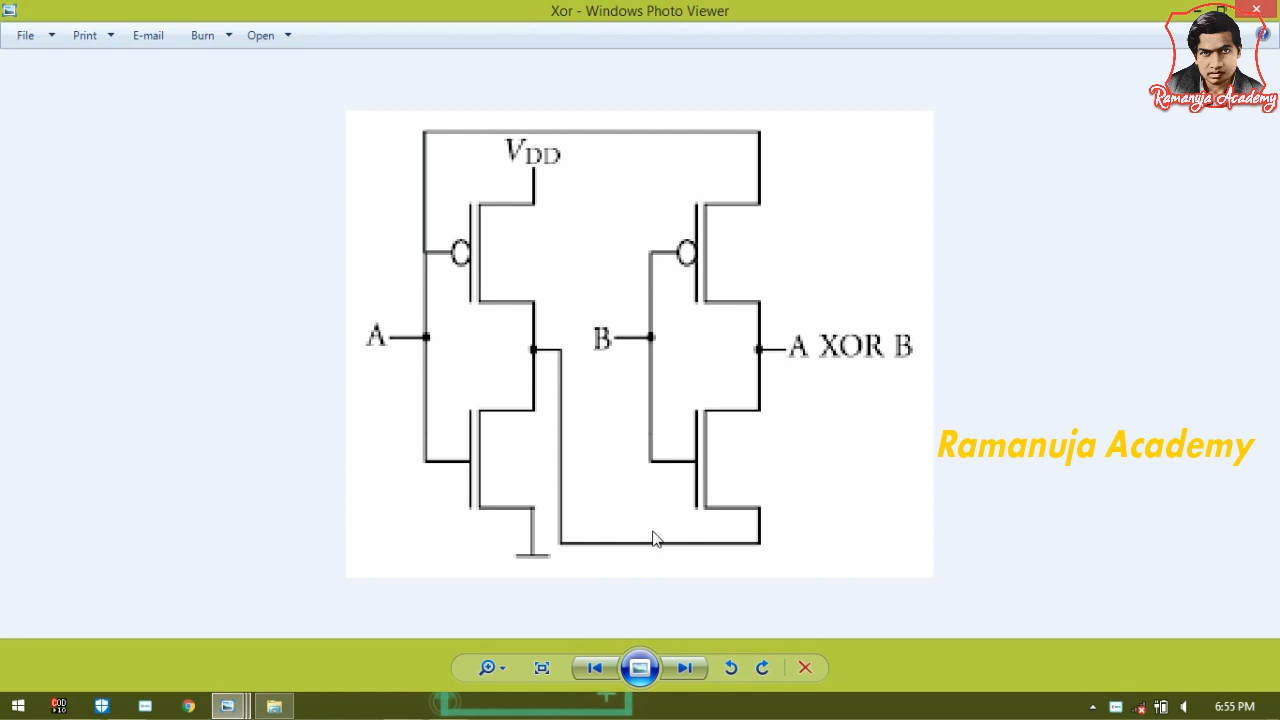 Xor - Windows Photo Viewer
File Print E-mail Burn Open
Ramanuja Academy
VDD
A
B
A XOR B
Ramanuja Academy
6:55 PM